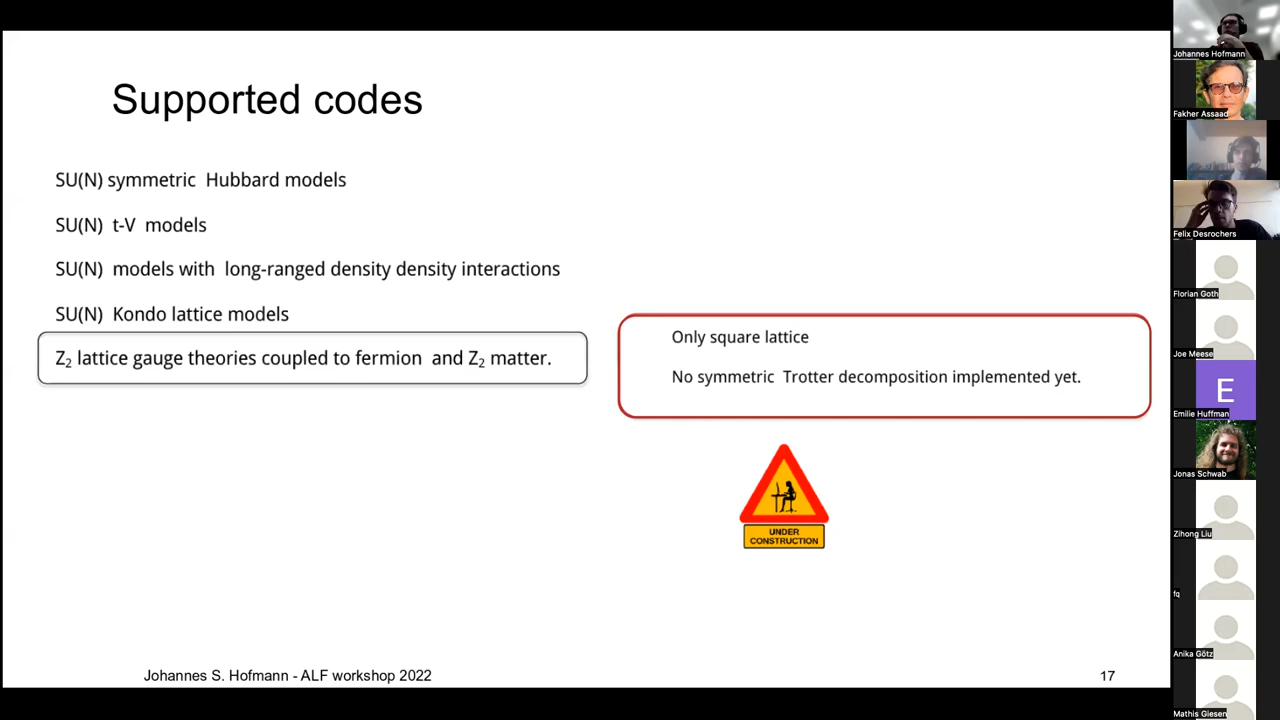 Supported codes
SU(N) symmetric Hubbard models
SU(N) t-V models
SU(N) models with long-ranged density density interactions
SU(N) Kondo lattice models
Z₂ lattice gauge theories coupled to fermion and Z₂ matter.
Only square lattice
No symmetric Trotter decomposition implemented yet.
UNDER
CONSTRUCTION
Johannes S. Hofmann - ALF workshop 2022
17
Johannes Hofmann
Fakher Assaad
Felix Desrochers
Florian Goth
Joe Meese
E
Emilie Huffman
Jonas Schwab
Zihong Liu
fq
Anika Götz
Mathis Giesen